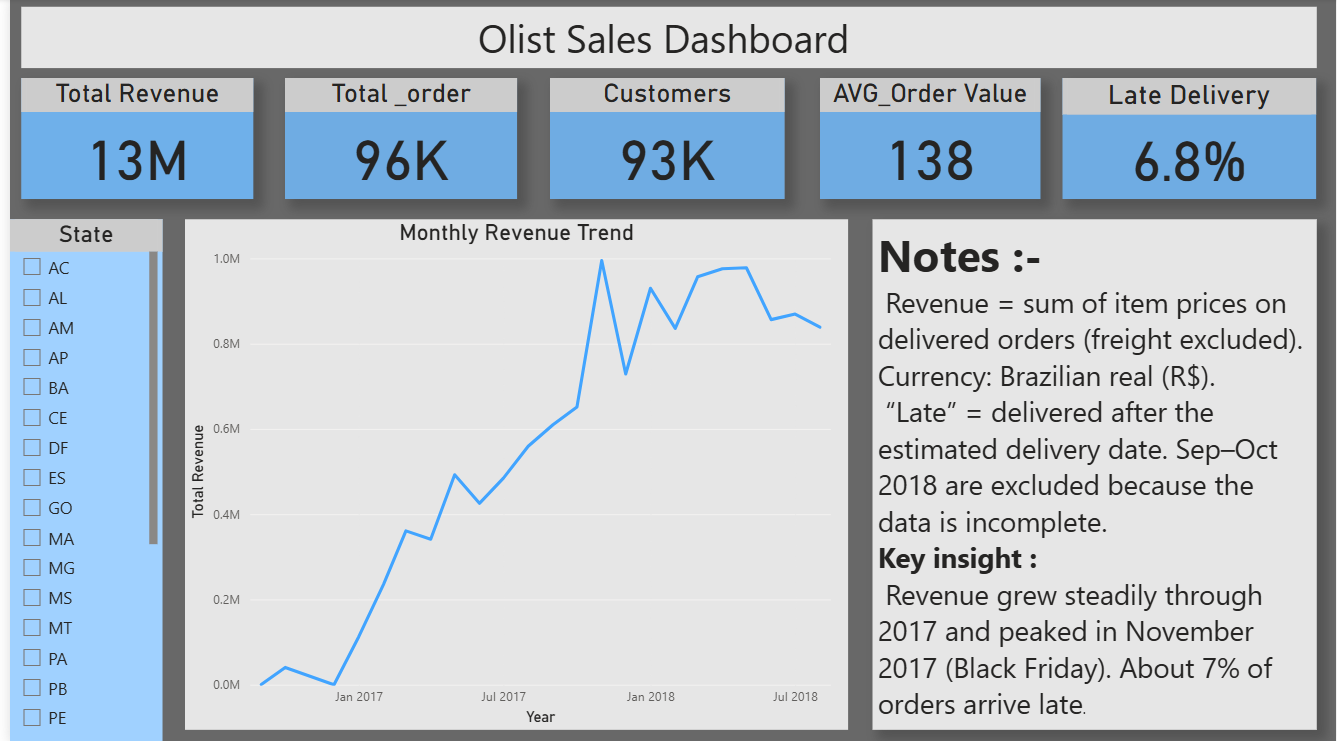 Olist Sales Dashboard
Total Revenue
13M
Total _order
96K
Customers
93K
AVG_Order Value
138
Late Delivery
6.8%
State
AC
AL
AM
AP
BA
CE
DF
ES
GO
MA
MG
MS
MT
PA
PB
PE
Monthly Revenue Trend
1.0M
0.8M
0.6M
0.4M
0.2M
0.0M
Total Revenue
Jan 2017
Jul 2017
Jan 2018
Jul 2018
Year
Notes :-
Revenue = sum of item prices on
delivered orders (freight excluded).
Currency: Brazilian real (R$).
“Late” = delivered after the
estimated delivery date. Sep–Oct
2018 are excluded because the
data is incomplete.
Key insight :
Revenue grew steadily through
2017 and peaked in November
2017 (Black Friday). About 7% of
orders arrive late.